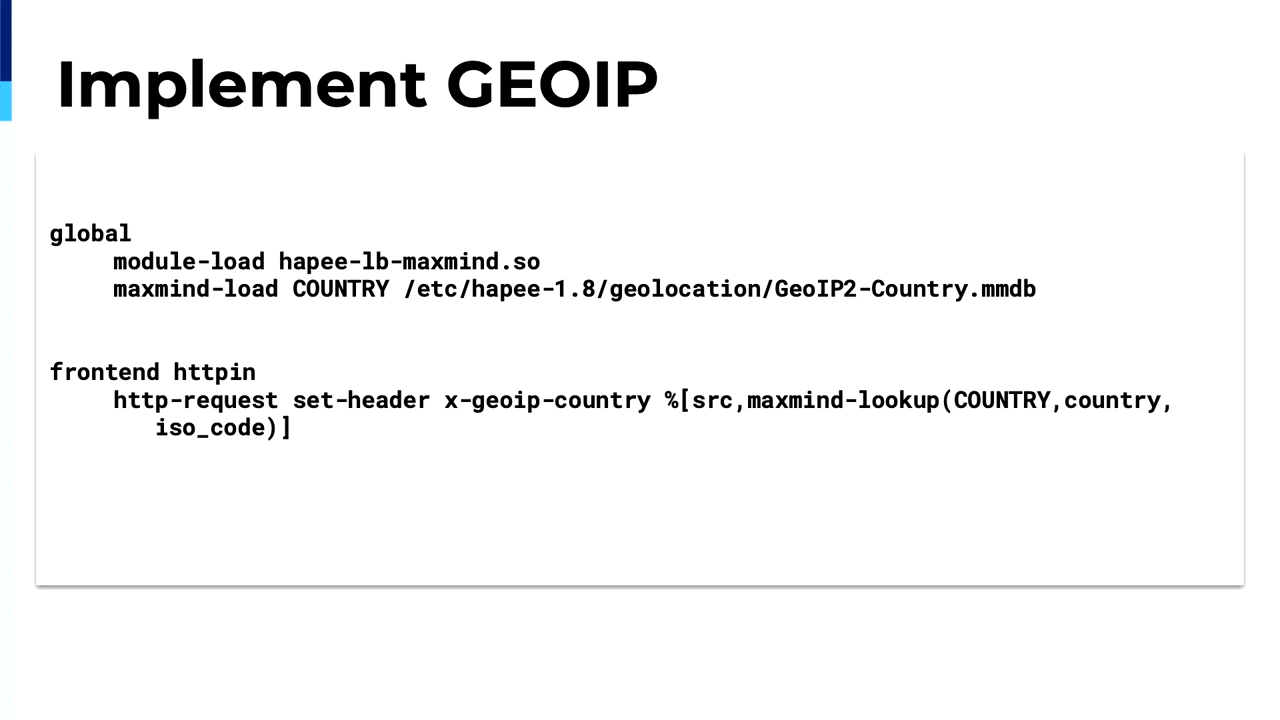 Implement GEOIP
global
module-load hapee-lb-maxmind.so
maxmind-load COUNTRY /etc/hapee-1.8/geolocation/GeoIP2-Country.mmdb
frontend httpin
http-request set-header x-geoip-country %[src,maxmind-lookup(COUNTRY,country,
iso_code)]